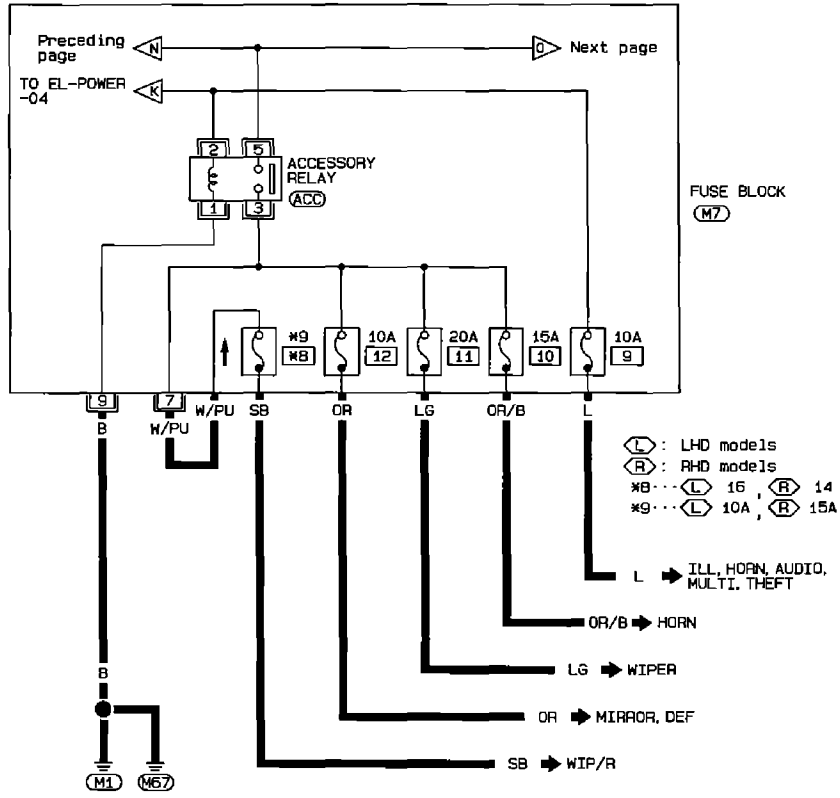 Preceding page
N
O
Next page
TO EL-POWER
-04
K
2
5
ACCESSORY
RELAY
ACC
1
3
FUSE BLOCK
M7
*9
*8
10A
12
20A
11
15A
10
10A
9
9
7
B
W/PU
W/PU
SB
OR
LG
OR/B
L
L : LHD models
R : RHD models
*8··· L 16 , R 14
*9··· L 10A , R 15A
L
ILL, HORN, AUDIO,
MULTI, THEFT
OR/B
HORN
B
LG
WIPER
OR
MIRROR, DEF
SB
WIP/R
M1
M67